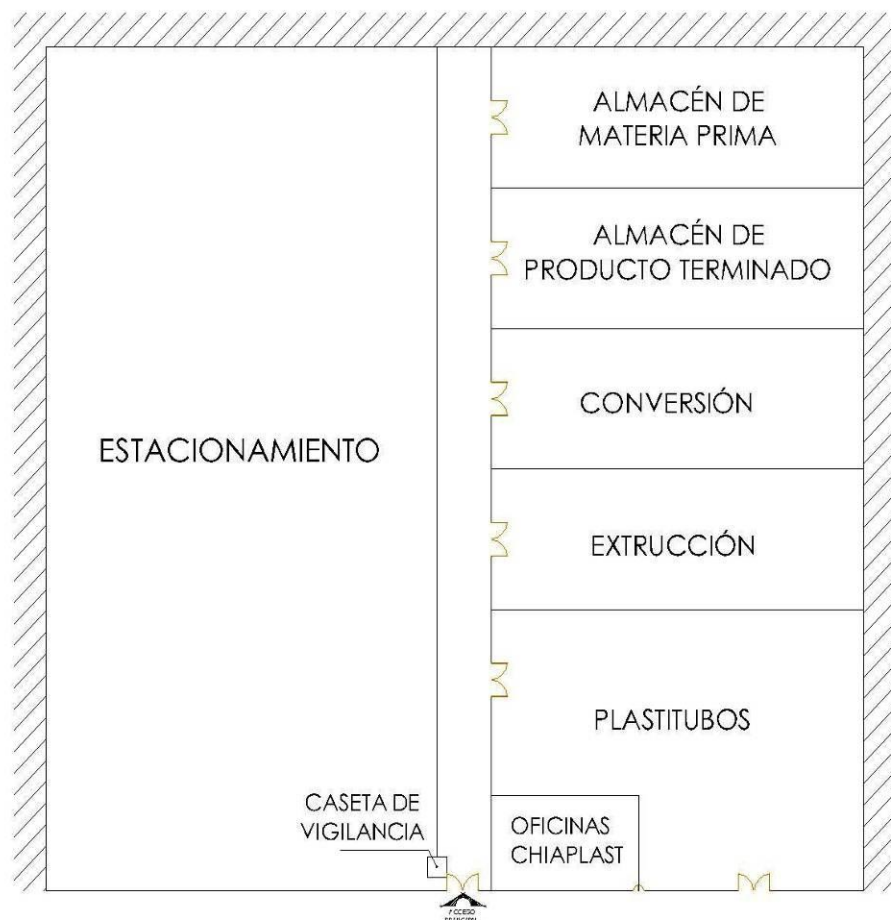 ALMACÉN DE
MATERIA PRIMA
ALMACÉN DE
PRODUCTO TERMINADO
CONVERSIÓN
ESTACIONAMIENTO
EXTRUCCIÓN
PLASTITUBOS
CASETA DE
VIGILANCIA
OFICINAS
CHIAPLAST